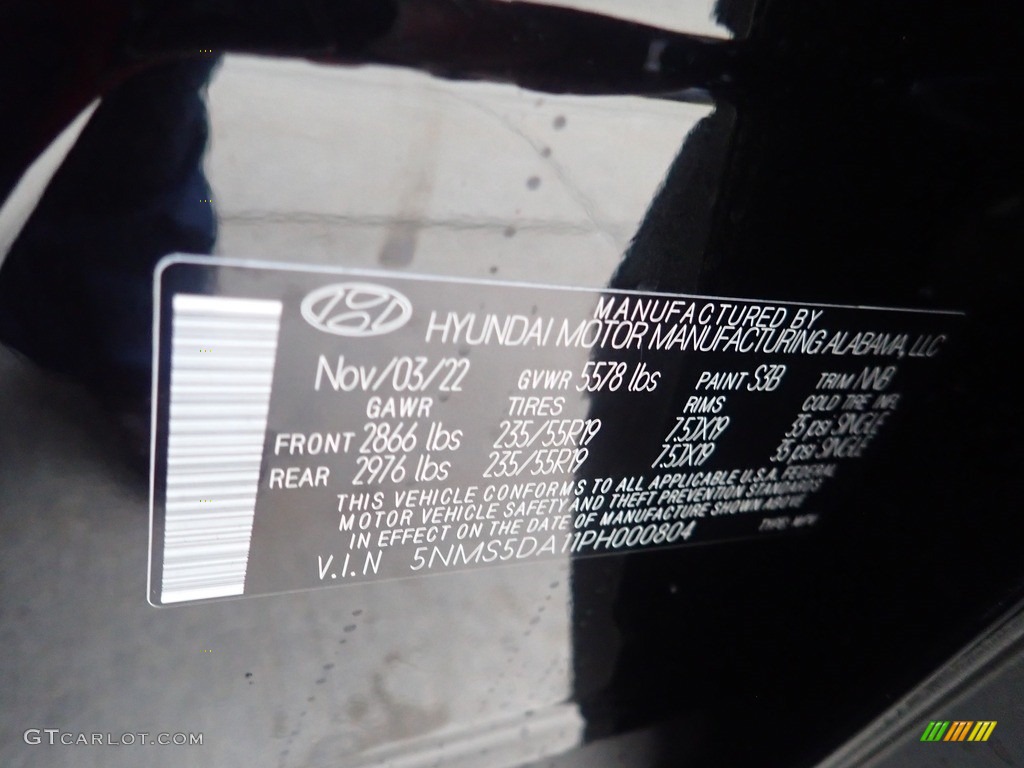 MANUFACTURED BY
HYUNDAI MOTOR MANUFACTURING ALABAMA, LLC
Nov/03/22 GVWR 5578 lbs PAINT S3B TRIM NNB
GAWR TIRES RIMS COLD TIRE INFL
FRONT 2866 lbs 235/55R19 7.5JX19 35 psi SINGLE
REAR 2976 lbs 235/55R19 7.5JX19 35 psi SINGLE
THIS VEHICLE CONFORMS TO ALL APPLICABLE U.S.A. FEDERAL
MOTOR VEHICLE SAFETY AND THEFT PREVENTION STANDARDS
IN EFFECT ON THE DATE OF MANUFACTURE SHOWN ABOVE
V.I.N 5NMS5DA11PH000804
GTCARLOT.COM